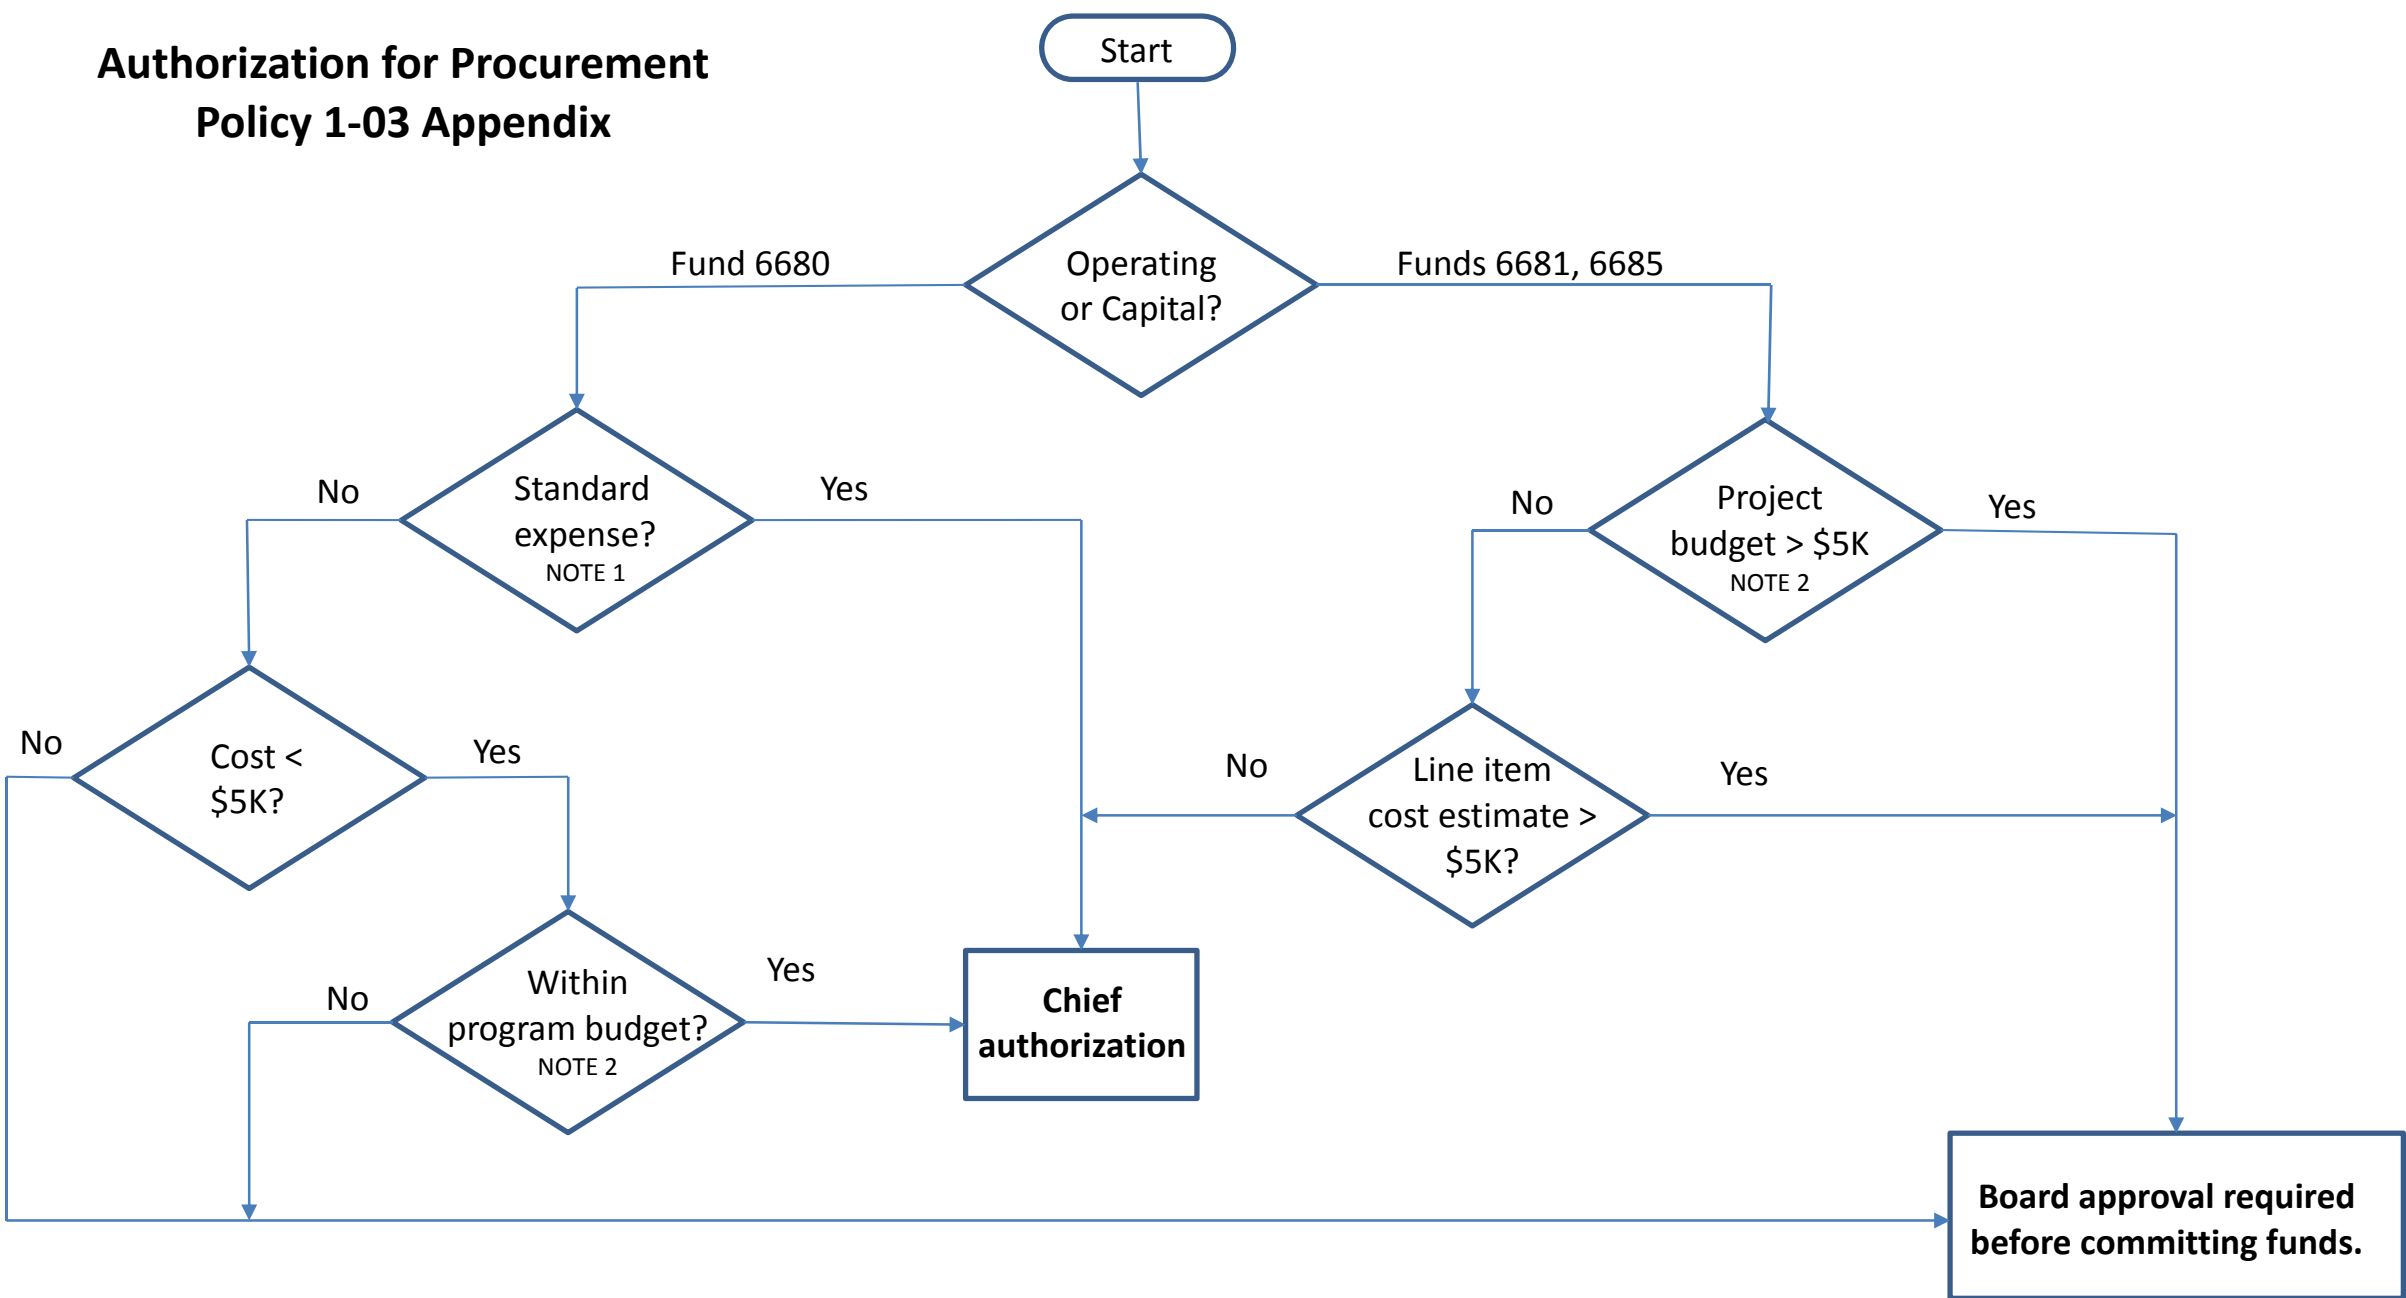 Authorization for Procurement
Policy 1-03 Appendix
Start
Operating
or Capital?
Fund 6680
Funds 6681, 6685
Standard
expense?
NOTE 1
No
Yes
Project
budget > $5K
NOTE 2
No
Yes
Cost <
$5K?
No
Yes
Line item
cost estimate >
$5K?
No
Yes
Within
program budget?
NOTE 2
No
Yes
Chief
authorization
Board approval required
before committing funds.